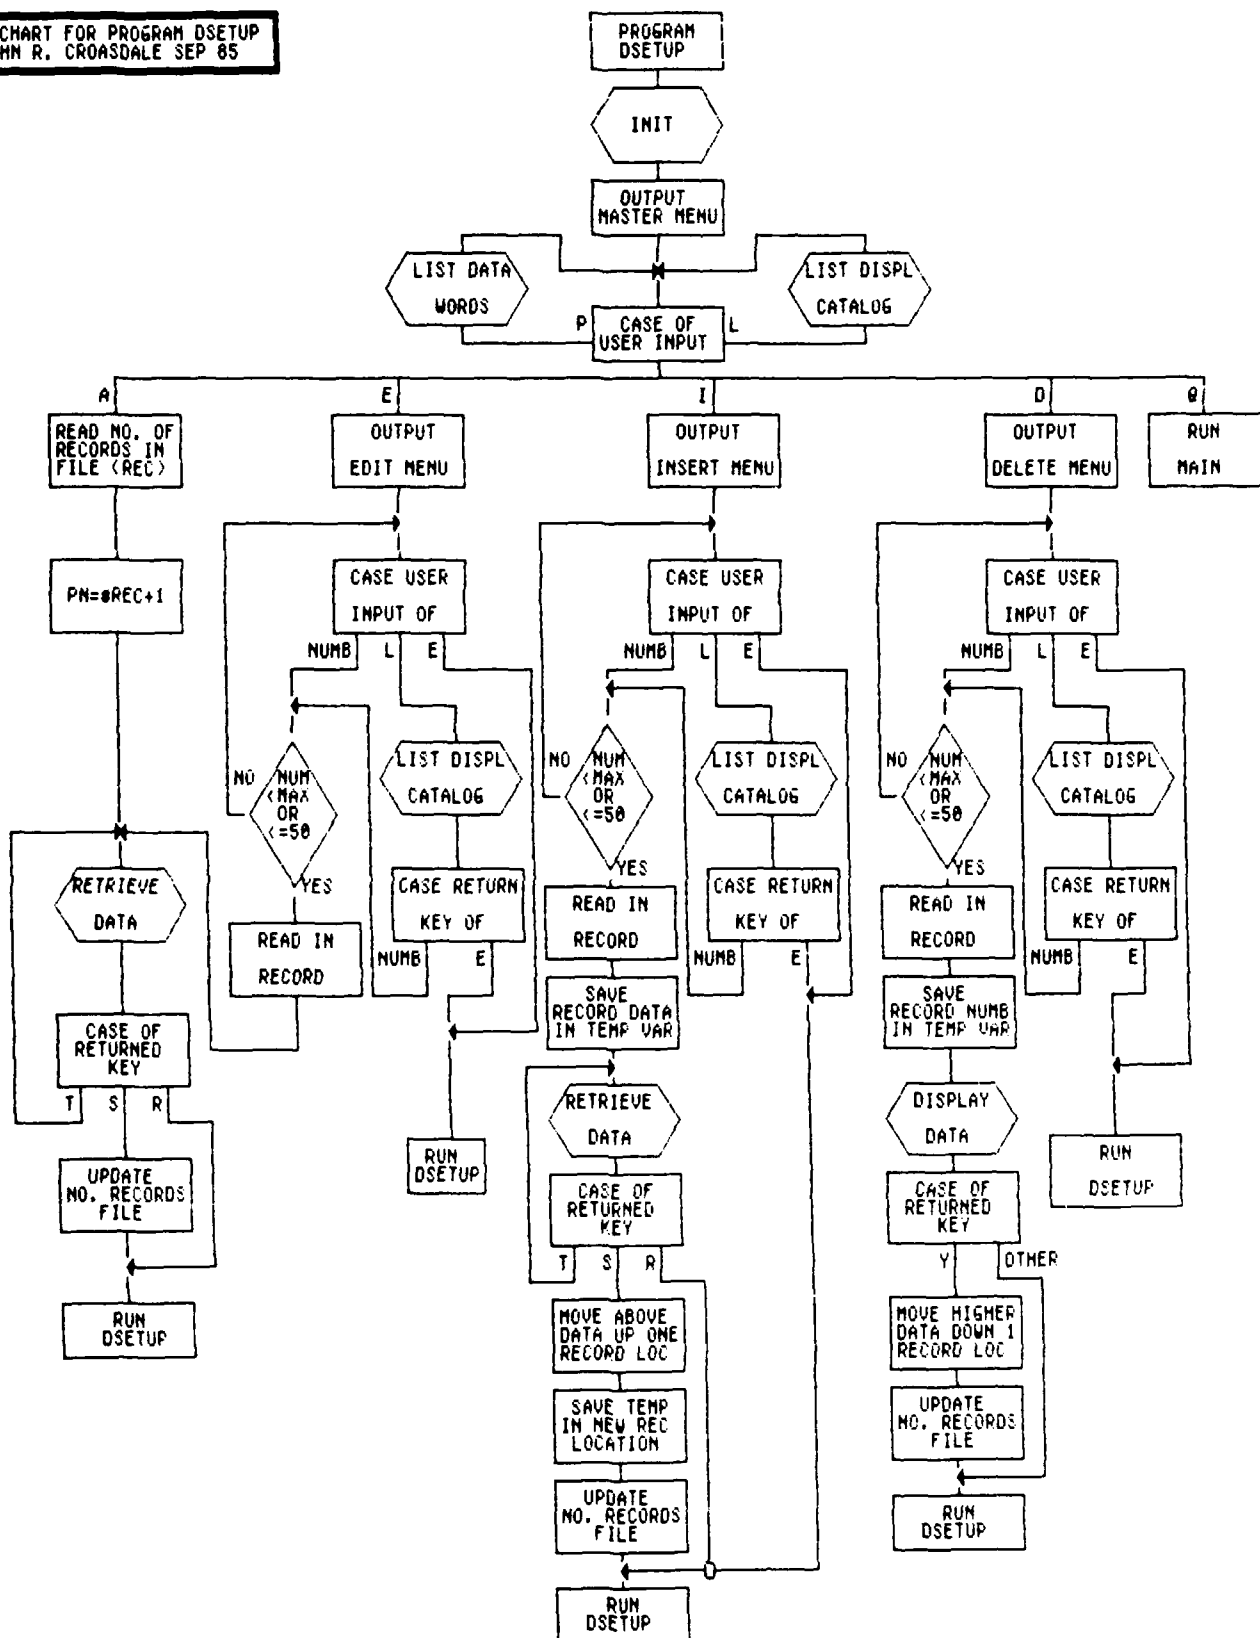 CHART FOR PROGRAM DSETUP
HN R. CROASDALE SEP 85
PROGRAM
DSETUP
INIT
OUTPUT
MASTER MENU
LIST DATA
WORDS
LIST DISPL
CATALOG
P
CASE OF
USER INPUT
L
A
E
I
D
Q
READ NO. OF
RECORDS IN
FILE (REC)
OUTPUT
EDIT MENU
OUTPUT
INSERT MENU
OUTPUT
DELETE MENU
RUN
MAIN
PN=#REC+1
CASE USER
INPUT OF
CASE USER
INPUT OF
CASE USER
INPUT OF
NUMB L E
NUMB L E
NUMB L E
NO
NUM
<MAX
OR
<=50
LIST DISPL
CATALOG
NO
NUM
<MAX
OR
<=50
LIST DISPL
CATALOG
NO
NUM
<MAX
OR
<=50
LIST DISPL
CATALOG
YES
YES
YES
RETRIEVE
DATA
READ IN
RECORD
CASE RETURN
KEY OF
READ IN
RECORD
CASE RETURN
KEY OF
READ IN
RECORD
CASE RETURN
KEY OF
NUMB E
NUMB E
NUMB E
SAVE
RECORD DATA
IN TEMP VAR
SAVE
RECORD NUMB
IN TEMP VAR
CASE OF
RETURNED
KEY
T S R
RETRIEVE
DATA
DISPLAY
DATA
RUN
DSETUP
RUN
DSETUP
UPDATE
NO. RECORDS
FILE
CASE OF
RETURNED
KEY
CASE OF
RETURNED
KEY
T S R
Y OTHER
RUN
DSETUP
MOVE ABOVE
DATA UP ONE
RECORD LOC
MOVE HIGHER
DATA DOWN 1
RECORD LOC
SAVE TEMP
IN NEW REC
LOCATION
UPDATE
NO. RECORDS
FILE
UPDATE
NO. RECORDS
FILE
RUN
DSETUP
RUN
DSETUP